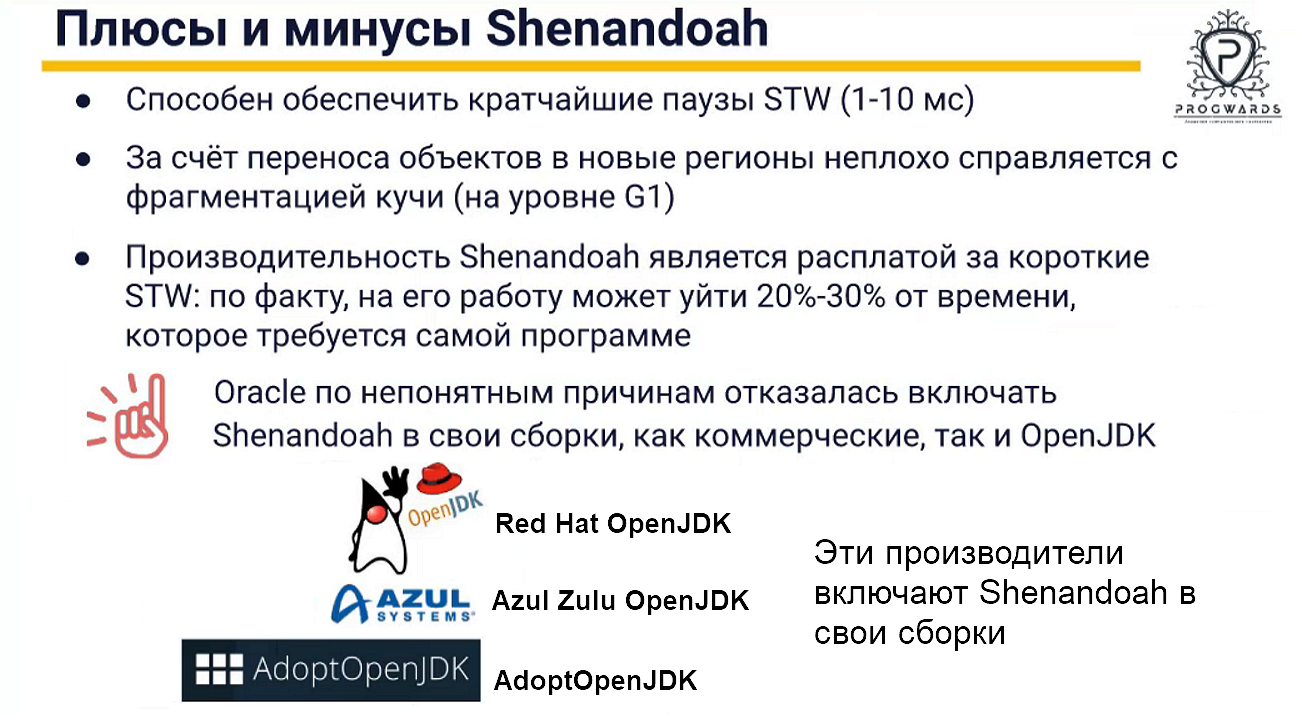 Плюсы и минусы Shenandoah
PROGWARDS
● Способен обеспечить кратчайшие паузы STW (1-10 мс)
● За счёт переноса объектов в новые регионы неплохо справляется с
фрагментацией кучи (на уровне G1)
● Производительность Shenandoah является расплатой за короткие
STW: по факту, на его работу может уйти 20%-30% от времени,
которое требуется самой программе
Oracle по непонятным причинам отказалась включать
Shenandoah в свои сборки, как коммерческие, так и OpenJDK
OpenJDK
Red Hat OpenJDK
AZUL
SYSTEMS
Azul Zulu OpenJDK
AdoptOpenJDK
AdoptOpenJDK
Эти производители
включают Shenandoah в
свои сборки